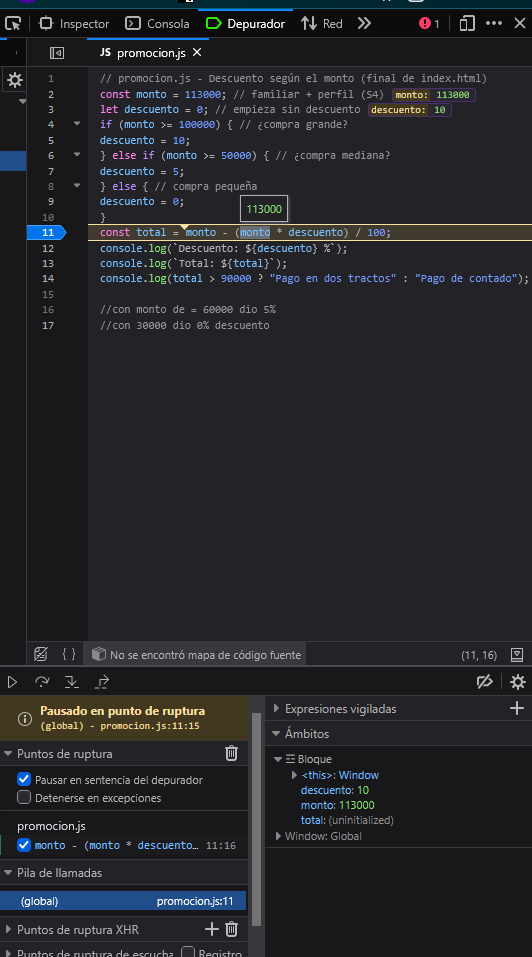 Inspector Consola Depurador Red 1
JS promocion.js
1 // promocion.js - Descuento según el monto (final de index.html)
2 const monto = 113000; // familiar + perfil (S4) monto: 113000
3 let descuento = 0; // empieza sin descuento descuento: 10
4 if (monto >= 100000) { // ¿compra grande?
5 descuento = 10;
6 } else if (monto >= 50000) { // ¿compra mediana?
7 descuento = 5;
8 } else { // compra pequeña
9 descuento = 0;
113000
10 }
11 const total = monto - (monto * descuento) / 100;
12 console.log(`Descuento: ${descuento} %`);
13 console.log(`Total: ${total}`);
14 console.log(total > 90000 ? "Pago en dos tractos" : "Pago de contado");
15
16 //con monto de = 60000 dio 5%
17 //con 30000 dio 0% descuento
{ } No se encontró mapa de código fuente (11, 16)
Pausado en punto de ruptura
(global) - promocion.js:11:15
Puntos de ruptura
Pausar en sentencia del depurador
Detenerse en excepciones
promocion.js
monto - (monto * descuento… 11:16
Pila de llamadas
(global) promocion.js:11
Puntos de ruptura XHR
Puntos de ruptura de escucha Registro
Expresiones vigiladas
Ámbitos
Bloque
<this>: Window
descuento: 10
monto: 113000
total: (uninitialized)
Window: Global